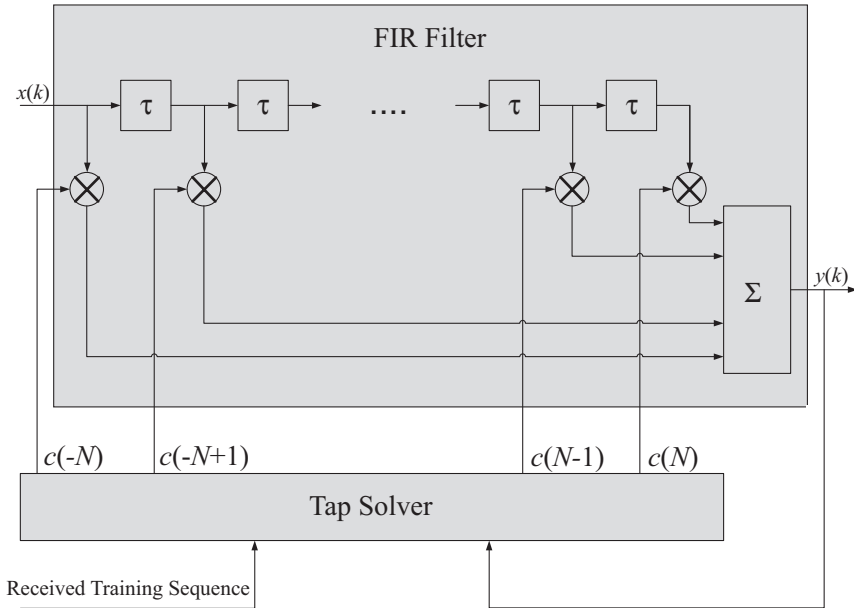 FIR Filter
x(k)
τ τ .... τ τ
Σ
y(k)
c(-N) c(-N+1) c(N-1) c(N)
Tap Solver
Received Training Sequence